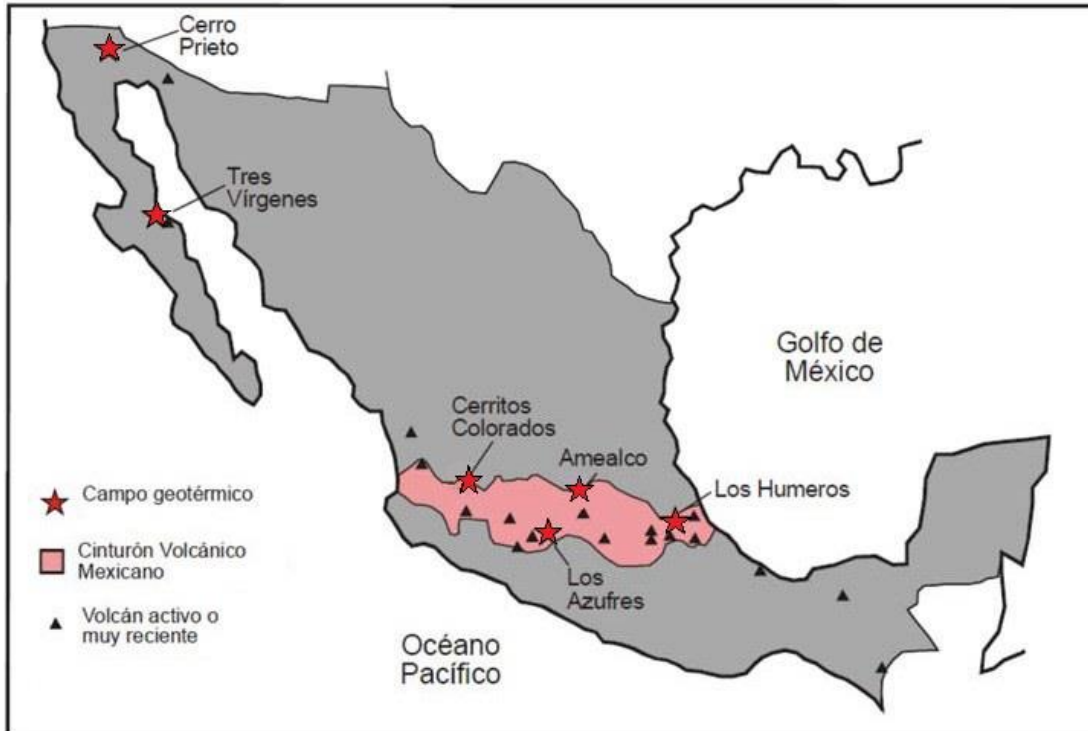 Cerro
Prieto
Tres
Vírgenes
Golfo de
México
Cerritos
Colorados
Amealco
Los Humeros
Los
Azufres
Océano
Pacífico
Campo geotérmico
Cinturón Volcánico
Mexicano
Volcán activo o
muy reciente